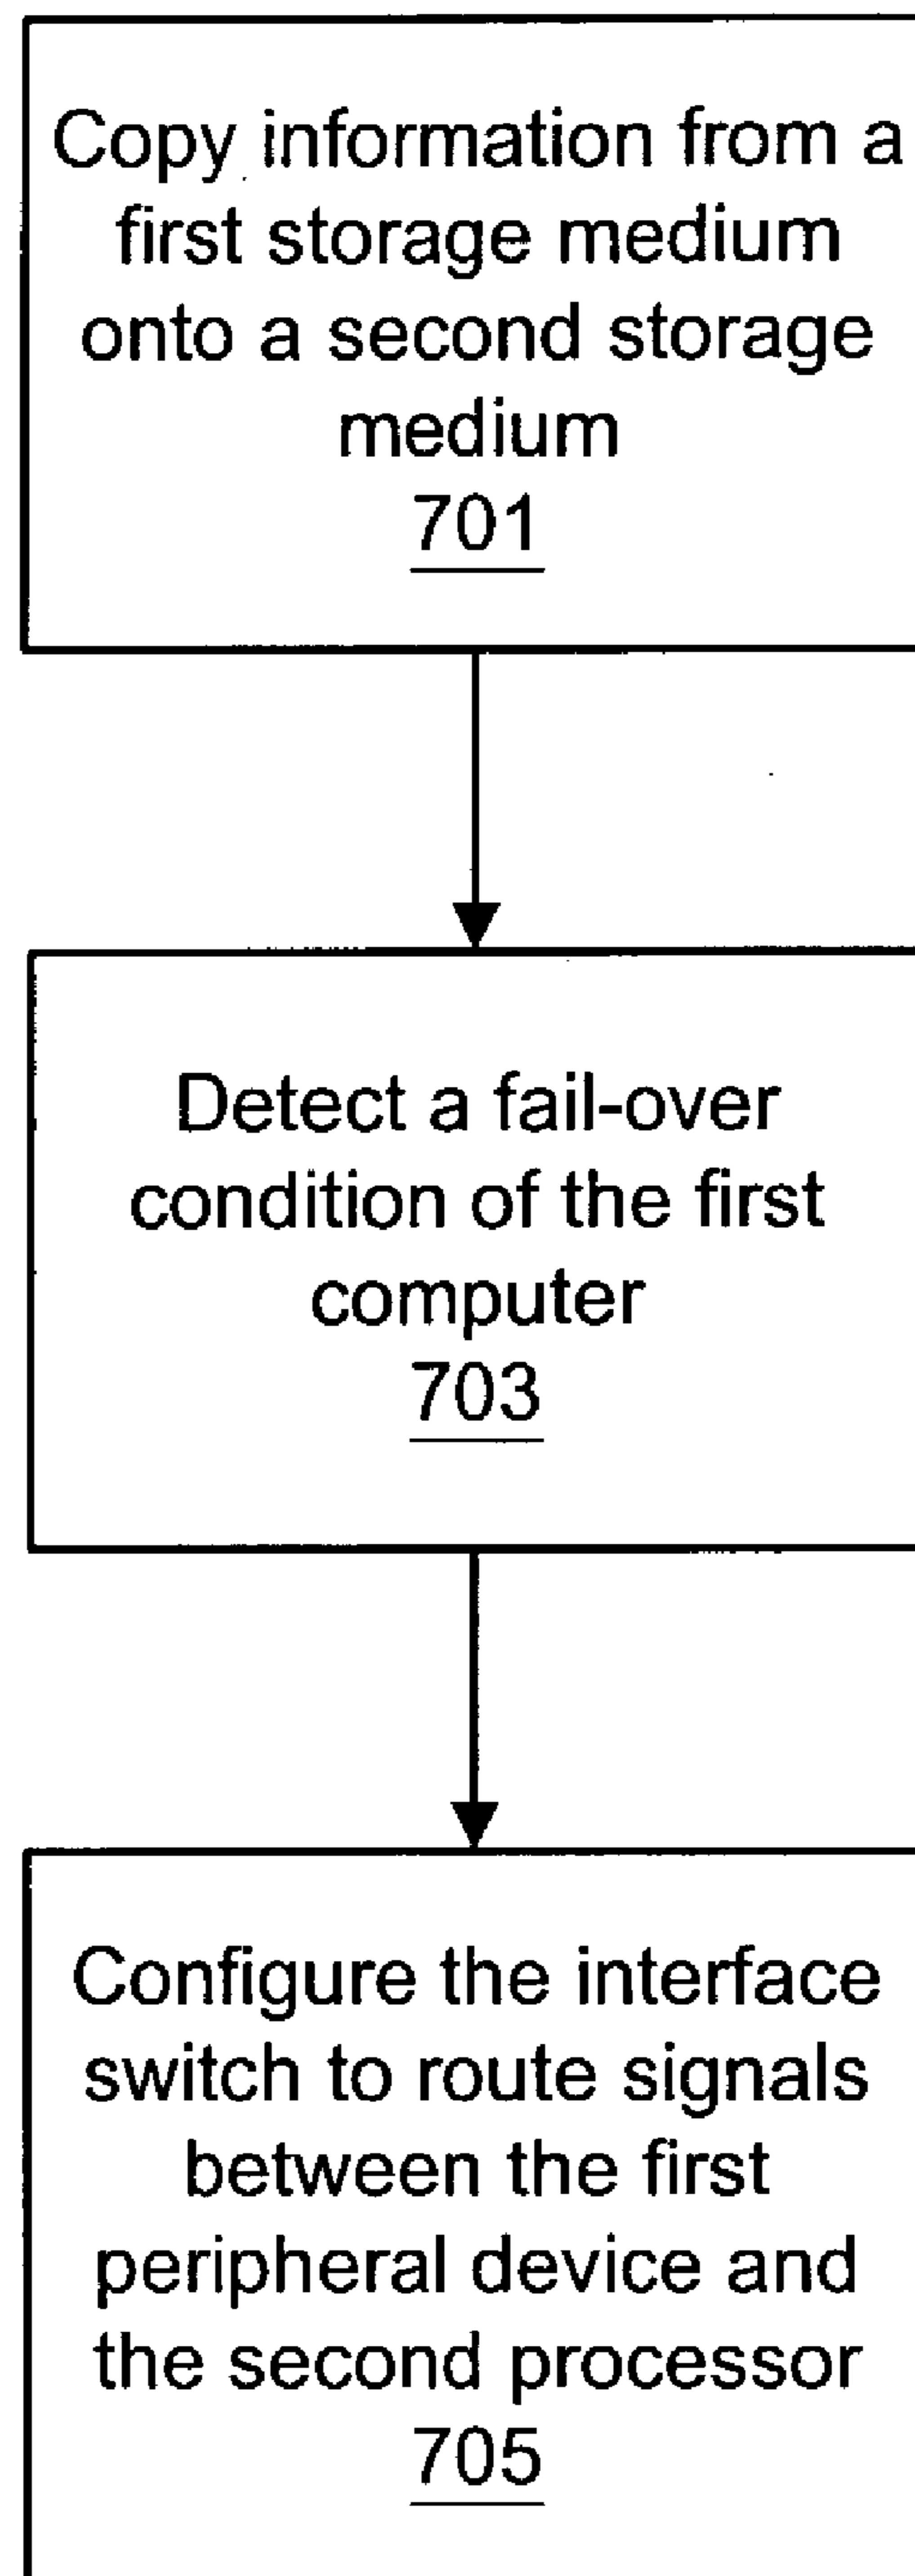 Copy information from a
first storage medium
onto a second storage
medium
701
Detect a fail-over
condition of the first
computer
703
Configure the interface
switch to route signals
between the first
peripheral device and
the second processor
705